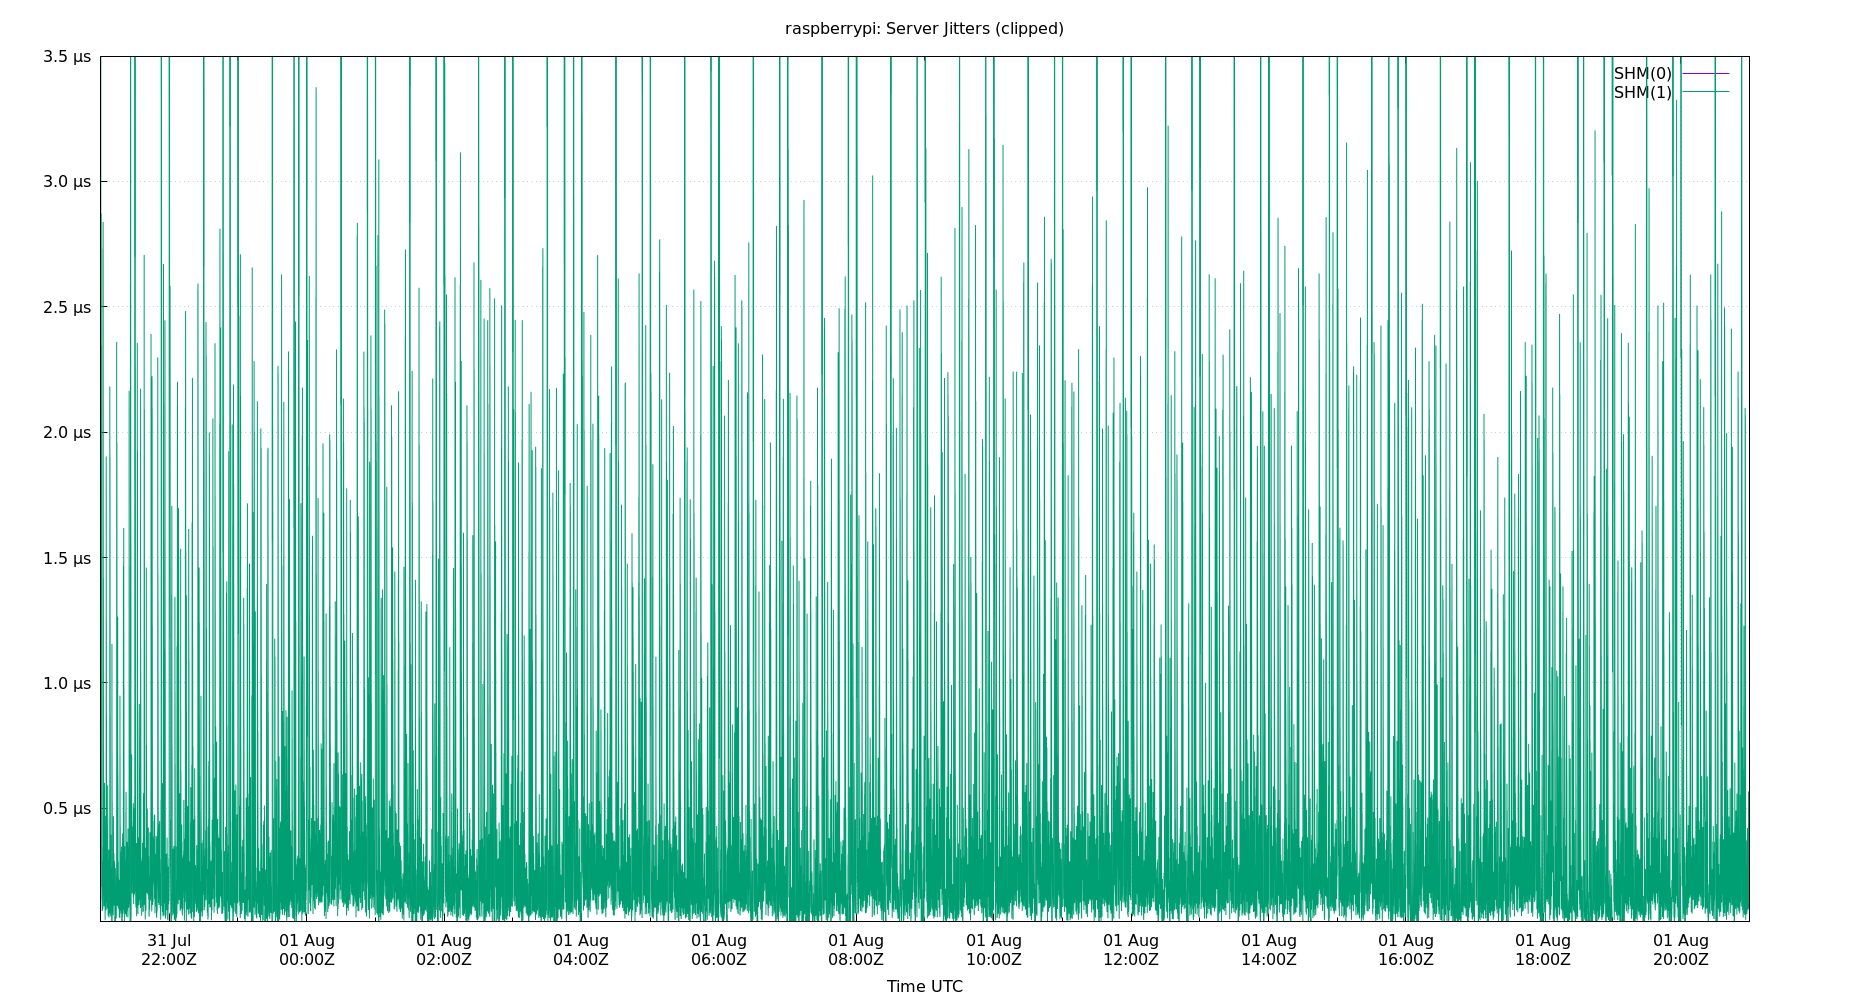 raspberrypi: Server Jitters (clipped)
3.5 µs
SHM(0)
SHM(1)
3.0 µs
2.5 µs
2.0 µs
1.5 µs
1.0 µs
0.5 µs
31 Jul 01 Aug 01 Aug 01 Aug 01 Aug 01 Aug 01 Aug 01 Aug 01 Aug 01 Aug 01 Aug 01 Aug
22:00Z 00:00Z 02:00Z 04:00Z 06:00Z 08:00Z 10:00Z 12:00Z 14:00Z 16:00Z 18:00Z 20:00Z
Time UTC